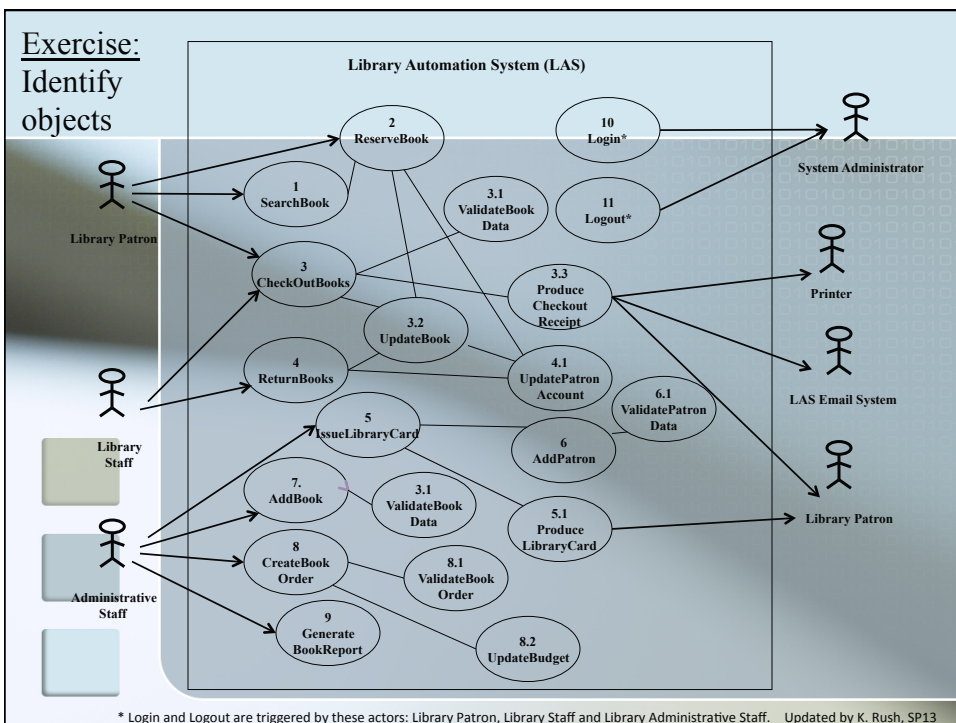 Exercise:
Identify
objects
Library Automation System (LAS)
2
ReserveBook
10
Login*
System Administrator
1
SearchBook
3.1
ValidateBook
Data
11
Logout*
Library Patron
3
CheckOutBooks
3.3
Produce
Checkout
Receipt
Printer
3.2
UpdateBook
4
ReturnBooks
4.1
UpdatePatron
Account
6.1
ValidatePatron
Data
LAS Email System
Library
Staff
5
IssueLibraryCard
6
AddPatron
7.
AddBook
3.1
ValidateBook
Data
5.1
Produce
LibraryCard
Library Patron
8
CreateBook
Order
8.1
ValidateBook
Order
Administrative
Staff
9
Generate
BookReport
8.2
UpdateBudget
* Login and Logout are triggered by these actors: Library Patron, Library Staff and Library Administrative Staff. Updated by K. Rush, SP13